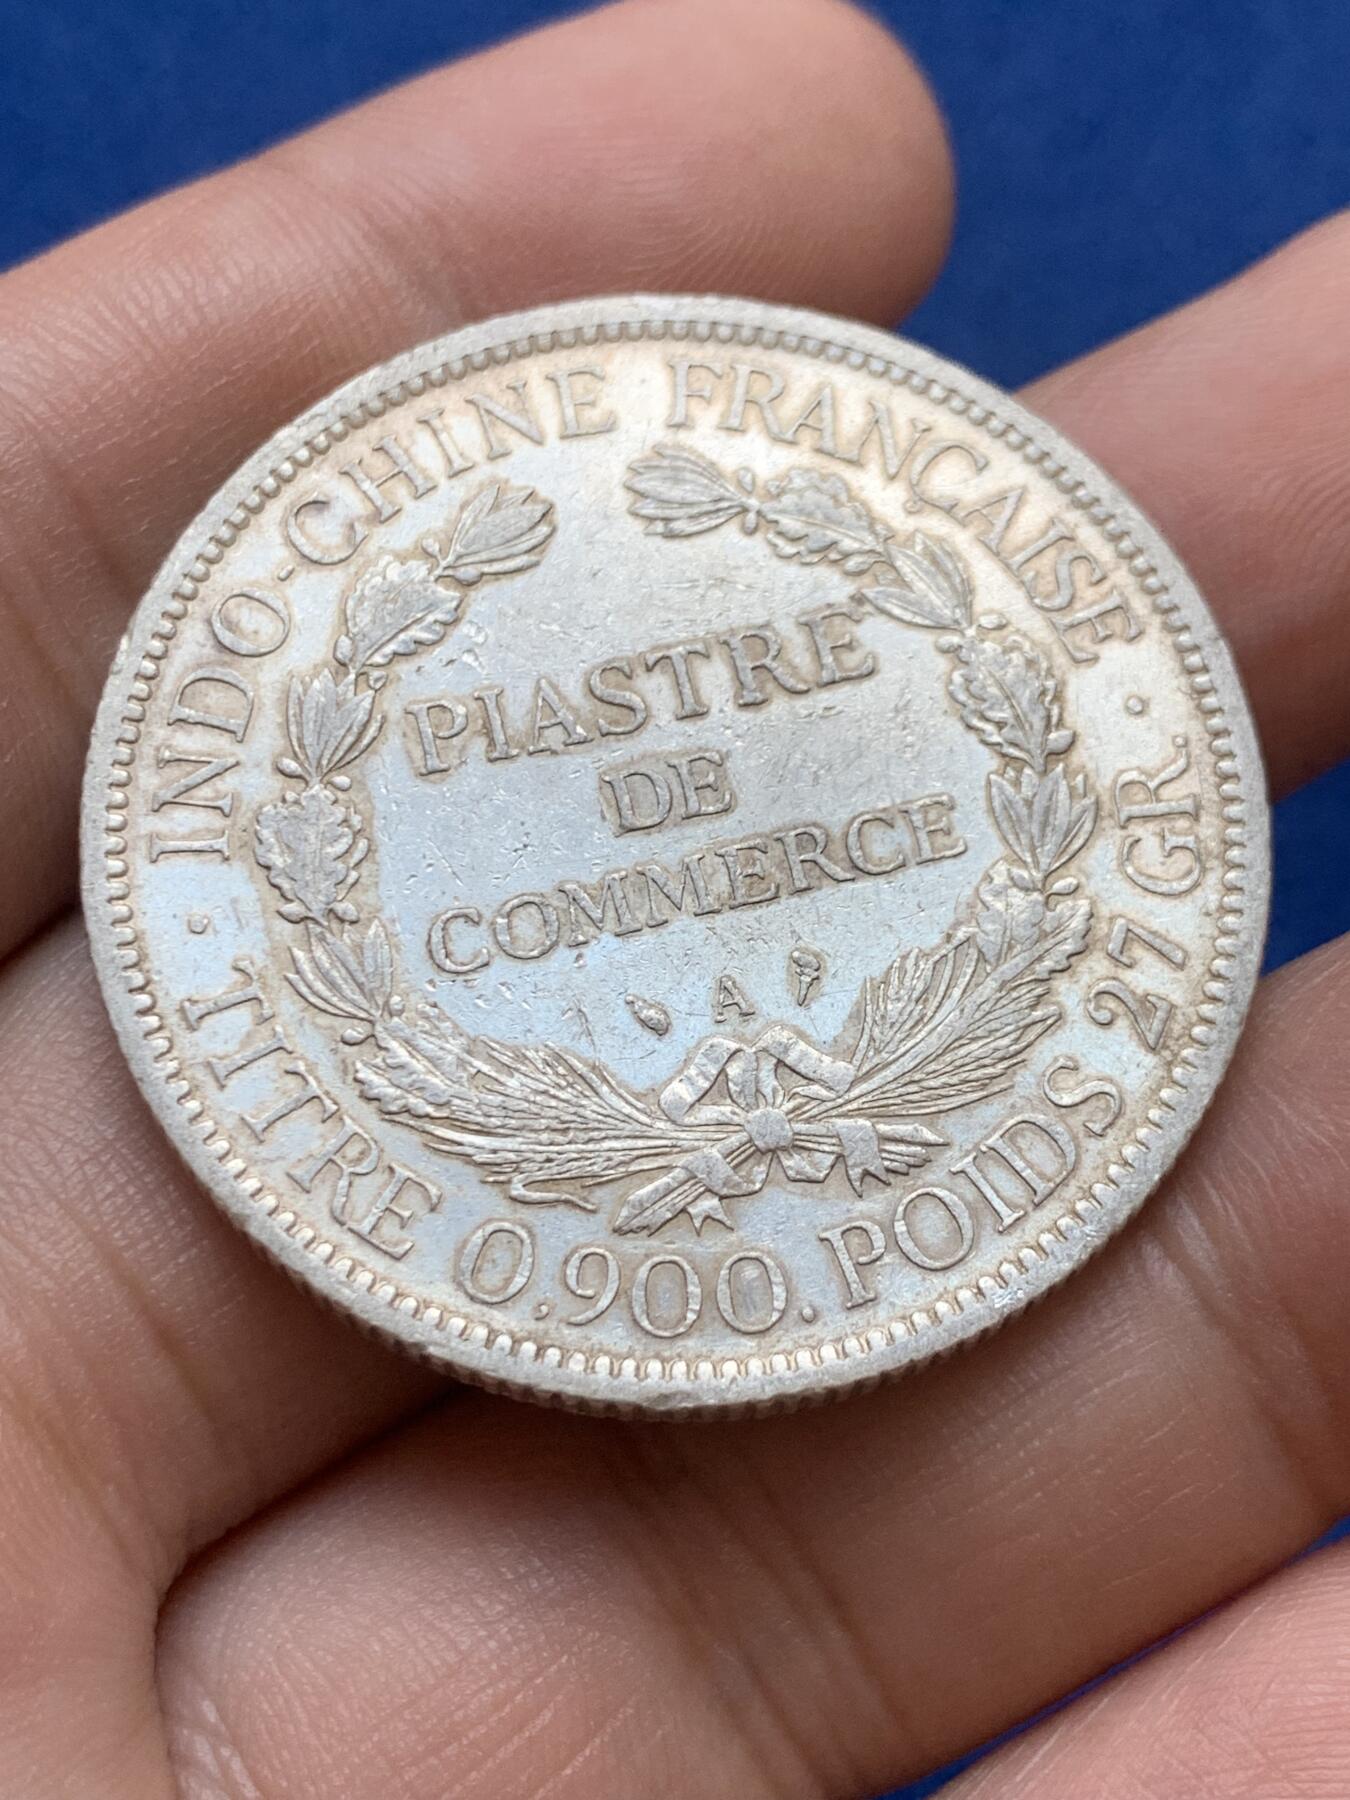 INDO-CHINE FRANÇAISE
PIASTRE
DE
COMMERCE
A
· TITRE 0,900. POIDS 27 GR. ·